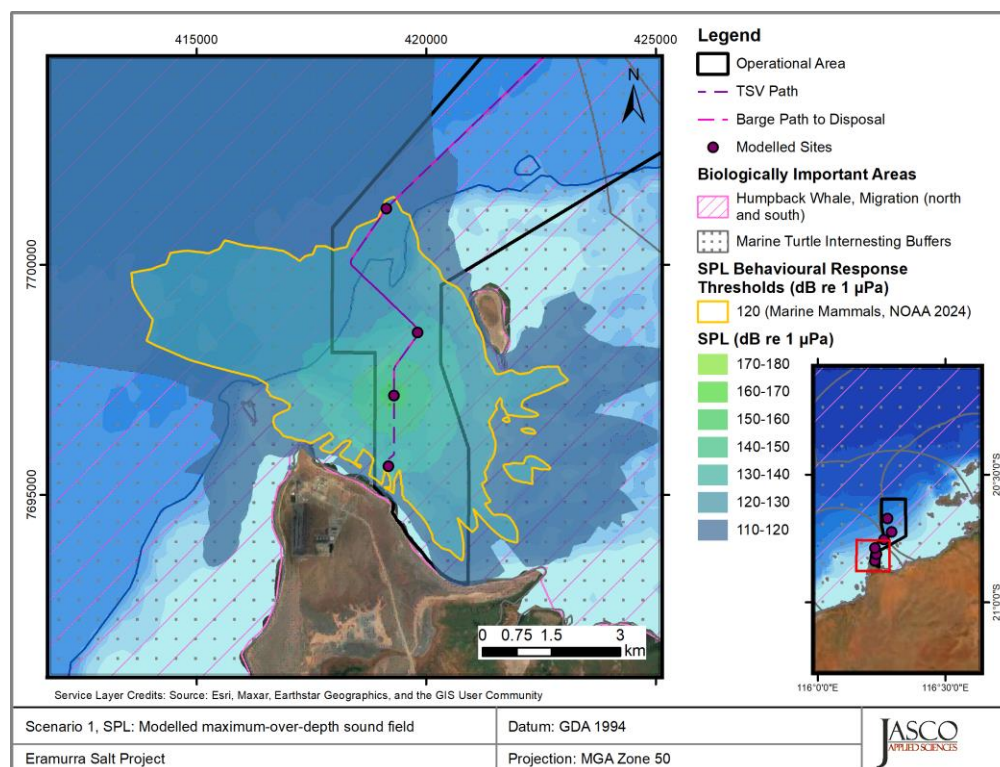 415000 420000 425000
7700000
7695000
N
0 0.75 1.5 3
km
Service Layer Credits: Source: Esri, Maxar, Earthstar Geographics, and the GIS User Community
Legend
Operational Area
TSV Path
Barge Path to Disposal
Modelled Sites
Biologically Important Areas
Humpback Whale, Migration (north
and south)
Marine Turtle Internesting Buffers
SPL Behavioural Response
Thresholds (dB re 1 µPa)
120 (Marine Mammals, NOAA 2024)
SPL (dB re 1 µPa)
170-180
160-170
150-160
140-150
130-140
120-130
110-120
20°30'0"S
21°0'0"S
116°0'0"E 116°30'0"E
Scenario 1, SPL: Modelled maximum-over-depth sound field
Datum: GDA 1994
Eramurra Salt Project
Projection: MGA Zone 50
JASCO
APPLIED SCIENCES